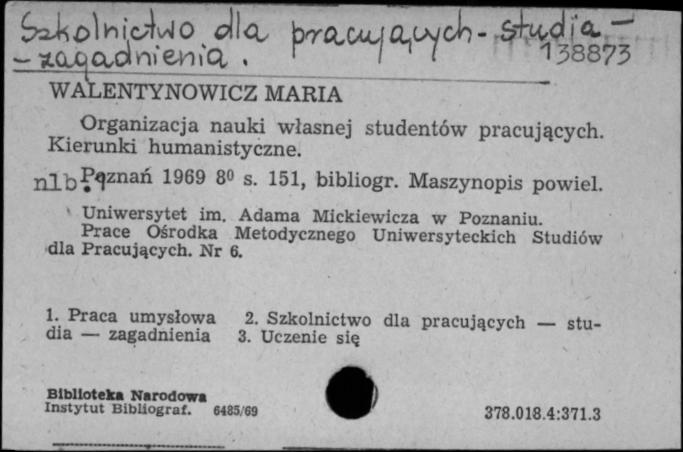 Szkolnictwo dla pracujących - studia -
- zagadnienia.
138873
WALENTYNOWICZ MARIA
Organizacja nauki własnej studentów pracujących.
Kierunki humanistyczne.
nlb. Poznań 1969 8⁰ s. 151, bibliogr. Maszynopis powiel.
Uniwersytet im. Adama Mickiewicza w Poznaniu.
Prace Ośrodka Metodycznego Uniwersyteckich Studiów
dla Pracujących. Nr 6.
1. Praca umysłowa 2. Szkolnictwo dla pracujących — stu-
dia — zagadnienia 3. Uczenie się
Biblioteka Narodowa
Instytut Bibliograf. 6485/69
378.018.4:371.3